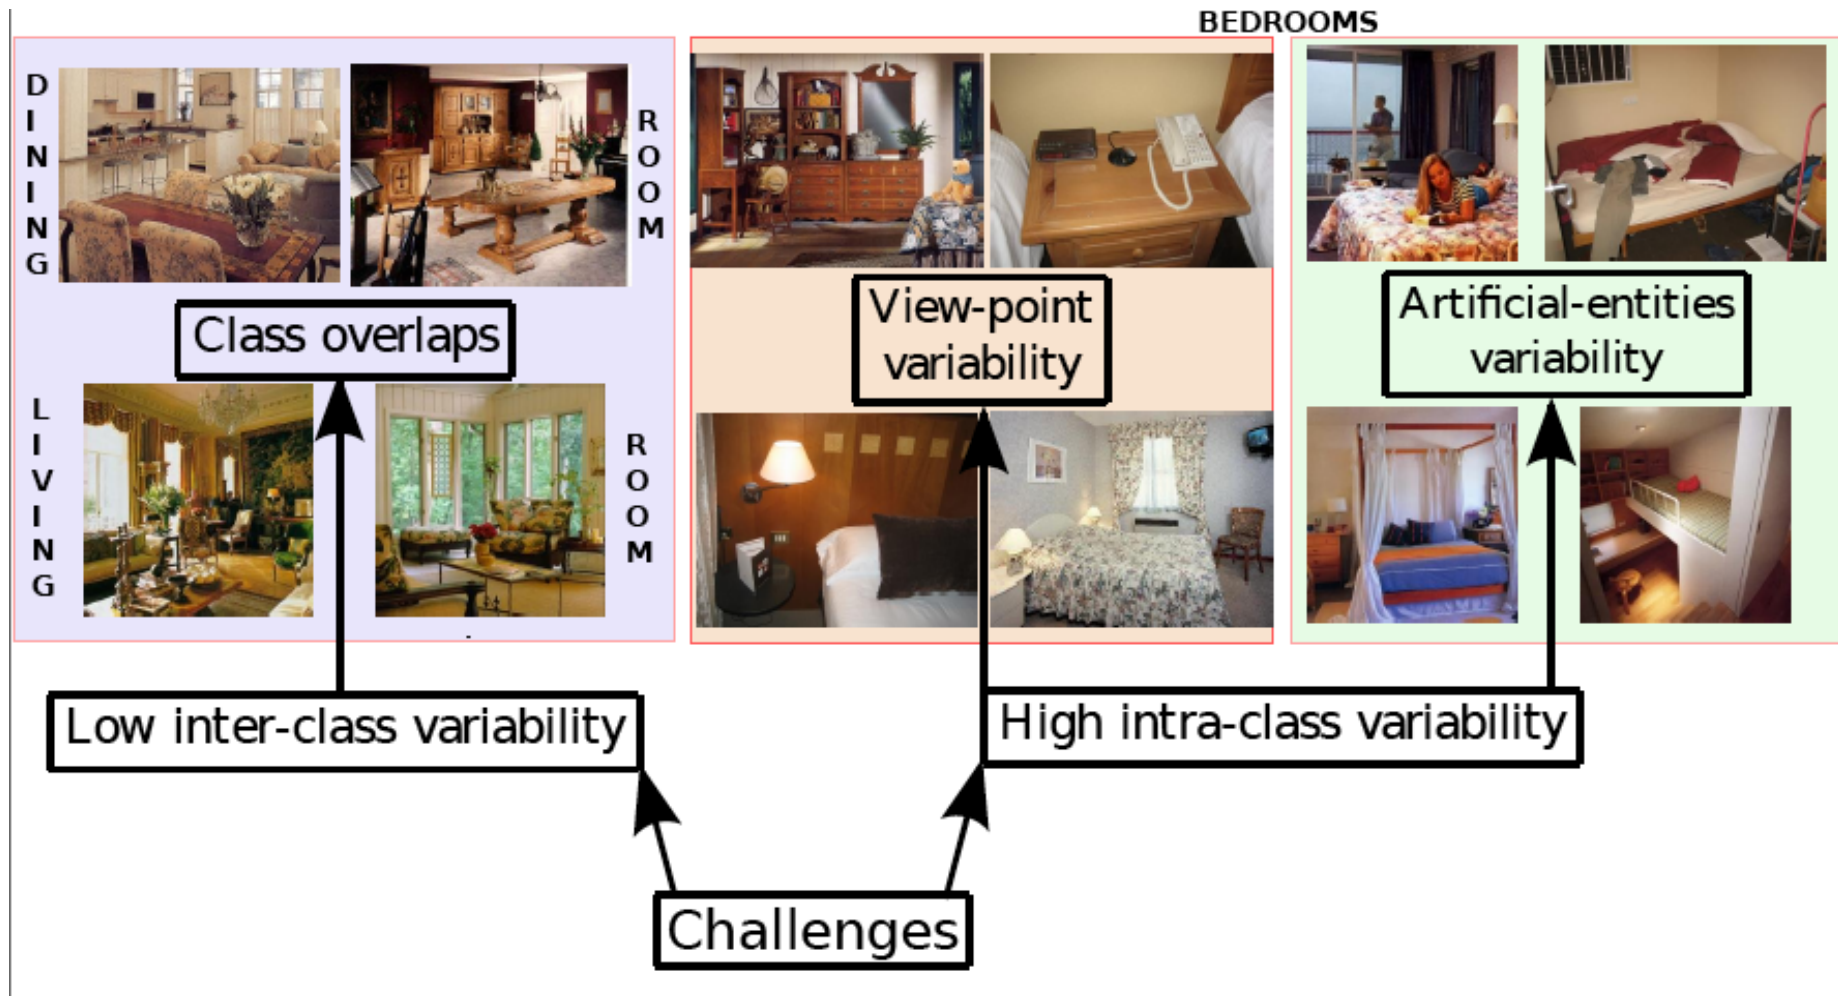 BEDROOMS
DINING
ROOM
Class overlaps
LIVING
ROOM
View-point
variability
Artificial-entities
variability
Low inter-class variability
High intra-class variability
Challenges